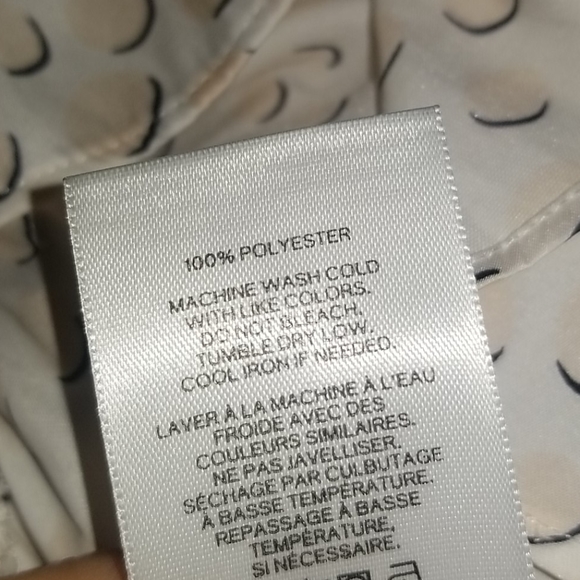 100% POLYESTER
MACHINE WASH COLD
WITH LIKE COLORS.
DO NOT BLEACH.
TUMBLE DRY LOW.
COOL IRON IF NEEDED.
LAVER À LA MACHINE À L'EAU
FROIDE AVEC DES
COULEURS SIMILAIRES.
NE PAS JAVELLISER.
SÉCHAGE PAR CULBUTAGE
À BASSE TEMPÉRATURE.
REPASSAGE À BASSE
TEMPÉRATURE,
SI NÉCESSAIRE.